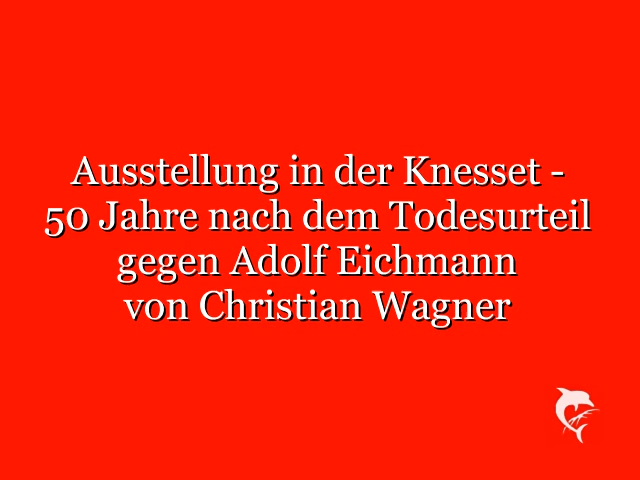 Ausstellung in der Knesset -
50 Jahre nach dem Todesurteil
gegen Adolf Eichmann
von Christian Wagner